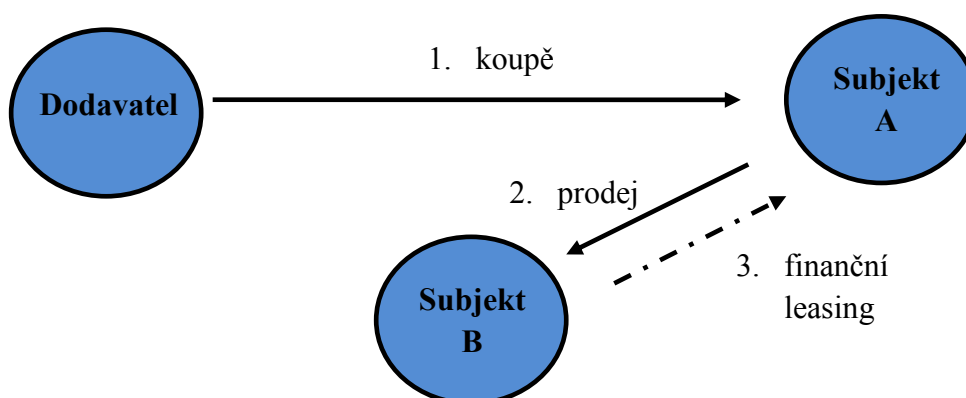 1. koupě
Dodavatel
Subjekt
A
2. prodej
3. finanční
leasing
Subjekt
B